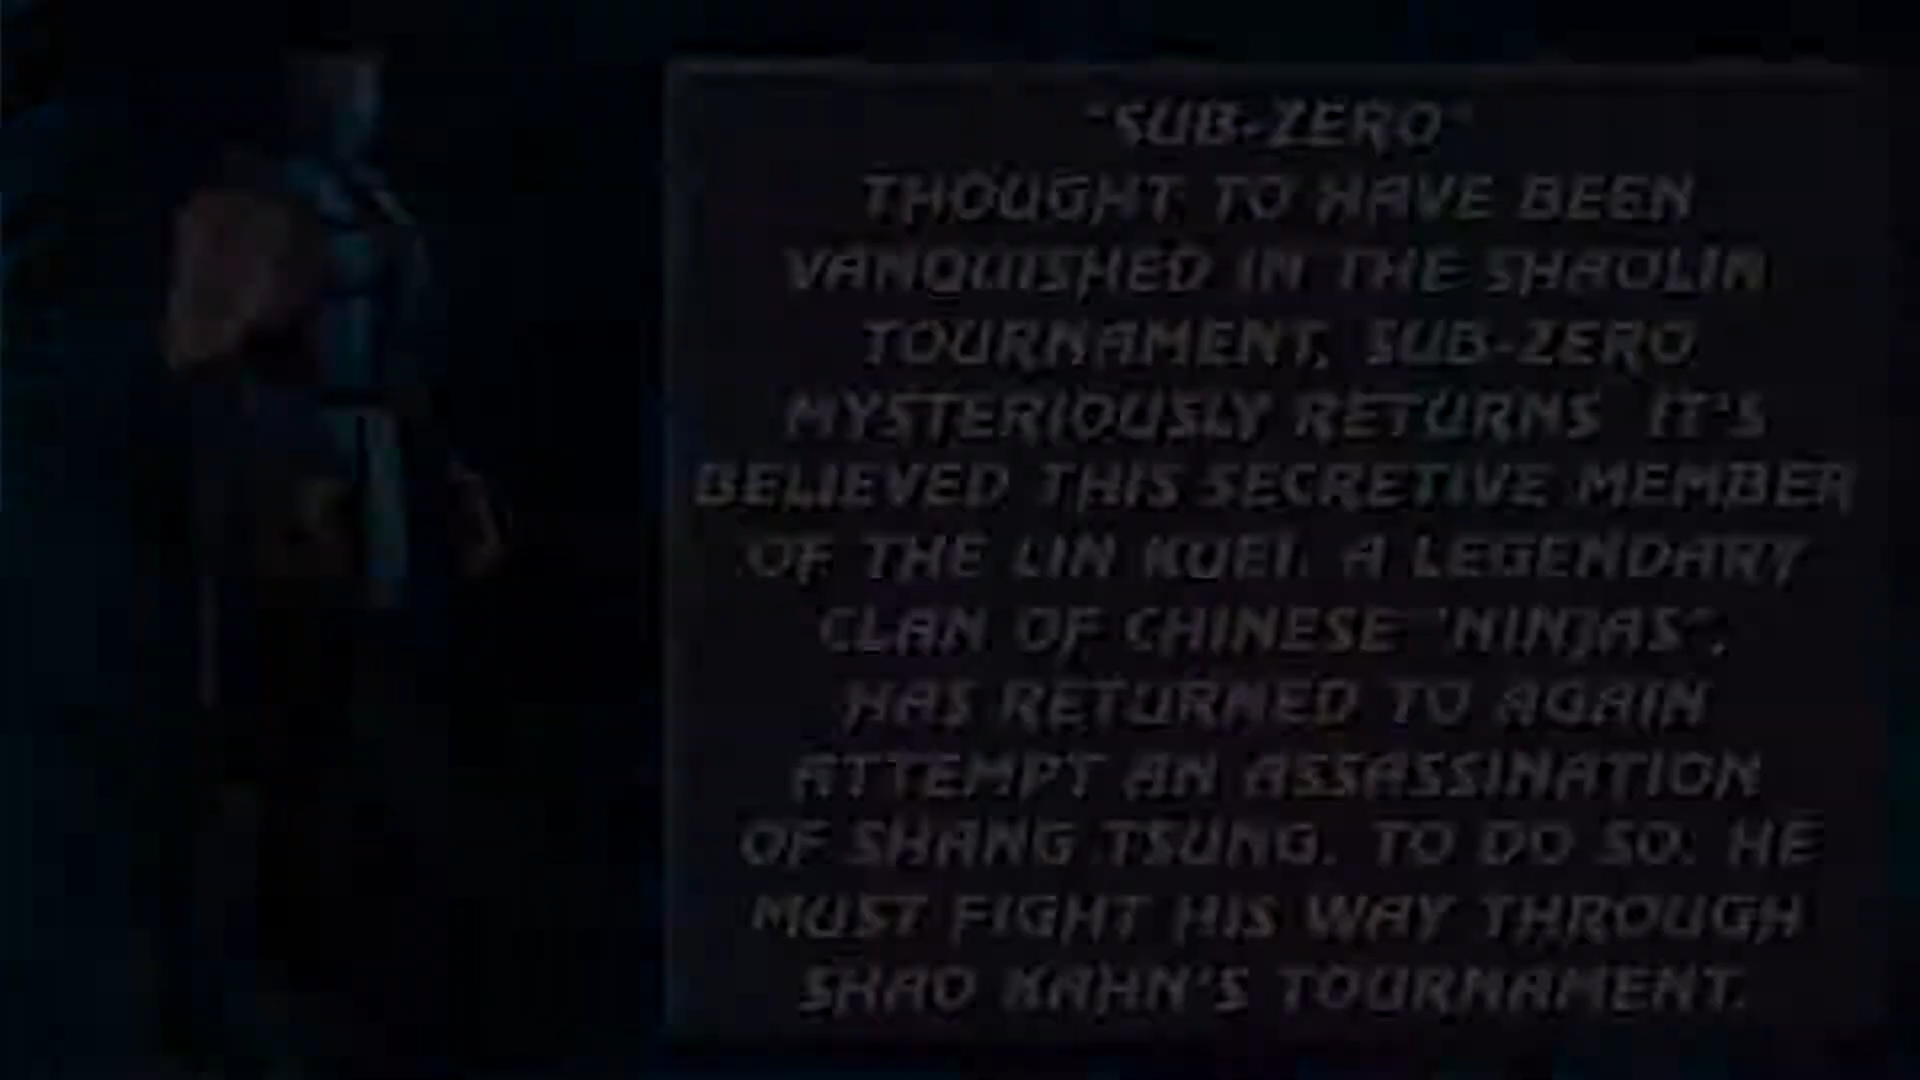 "SUB-ZERO"
THOUGHT TO HAVE BEEN
VANQUISHED IN THE SHAOLIN
TOURNAMENT, SUB-ZERO
MYSTERIOUSLY RETURNS. IT'S
BELIEVED THIS SECRETIVE MEMBER
OF THE LIN KUEI, A LEGENDARY
CLAN OF CHINESE "NINJAS",
HAS RETURNED TO AGAIN
ATTEMPT AN ASSASSINATION
OF SHANG TSUNG. TO DO SO, HE
MUST FIGHT HIS WAY THROUGH
SHAO KAHN'S TOURNAMENT.